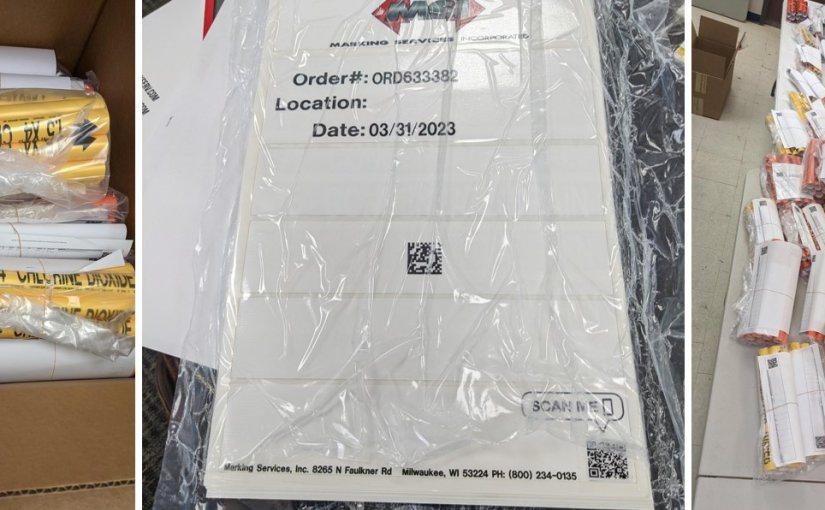 CHLORINE DIOXIDE
MSI
MARKING SERVICES INCORPORATED
Order#: ORD633382
Location:
Date: 03/31/2023
SCAN ME
Marking Services, Inc. 8265 N Faulkner Rd Milwaukee, WI 53224 PH: (800) 234-0135